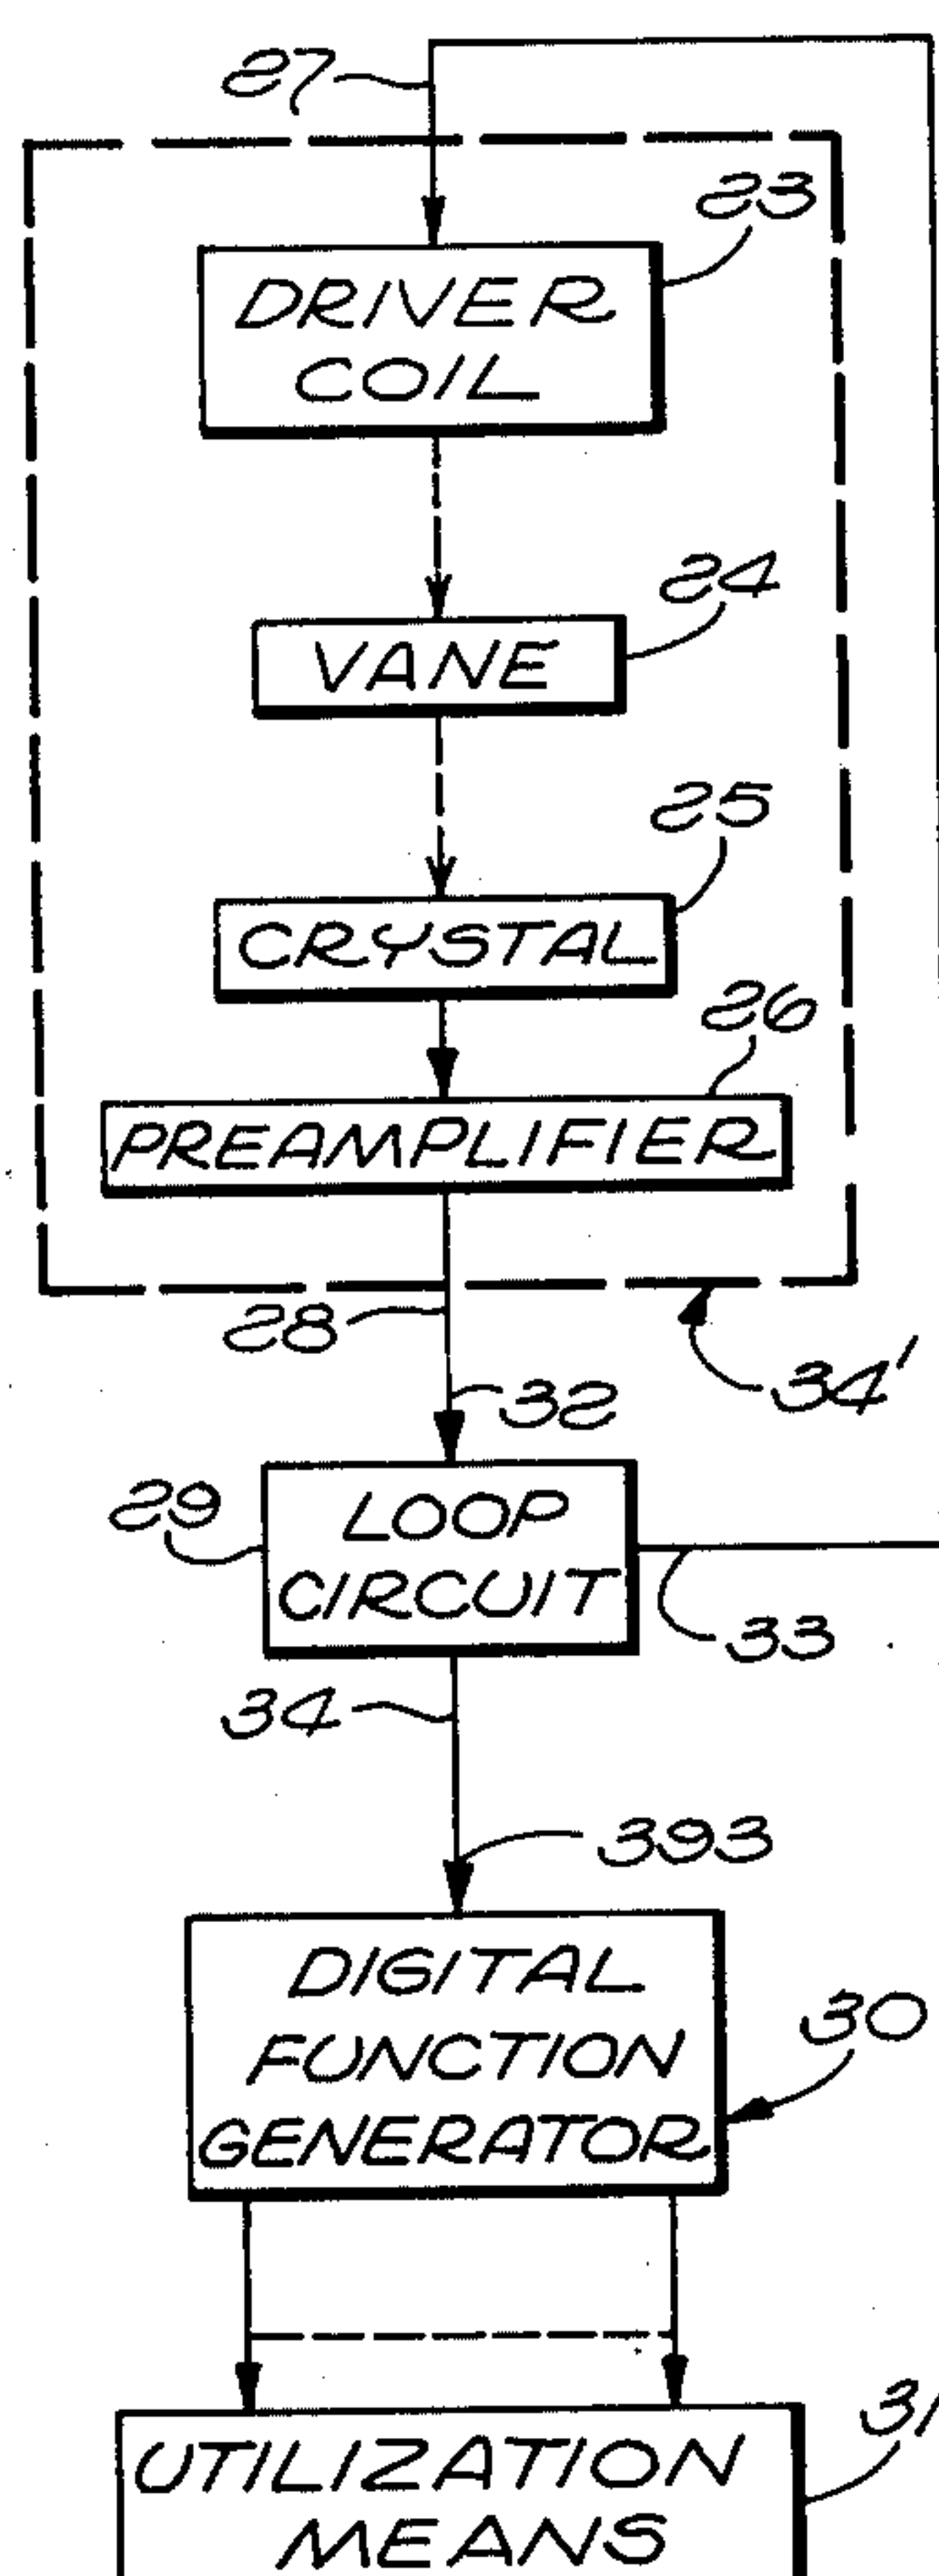 27
23
DRIVER
COIL
24
VANE
25
CRYSTAL
26
PREAMPLIFIER
28
34'
32
29
LOOP
CIRCUIT
33
34
393
DIGITAL
FUNCTION
GENERATOR
30
31
UTILIZATION
MEANS